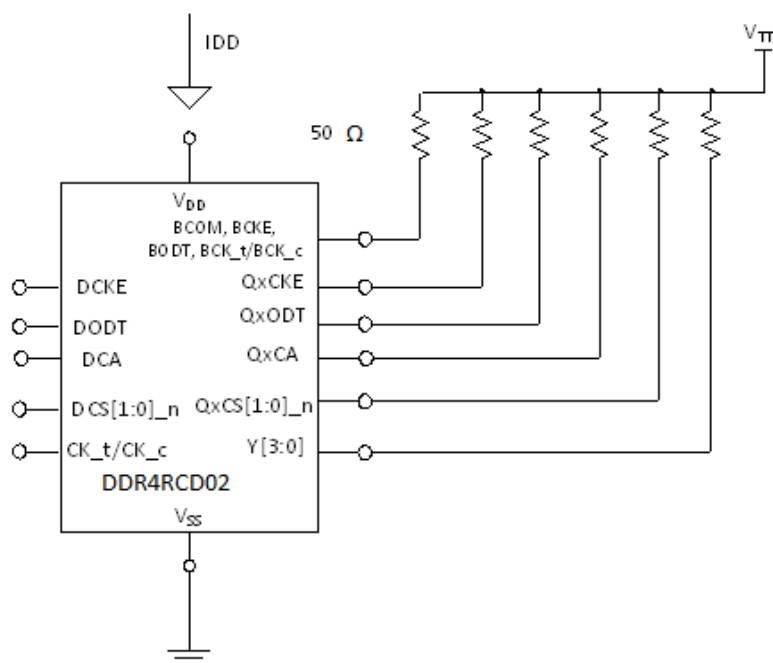 IDD
V_TT
50 Ω
V_DD
BCOM, BCKE,
BODT, BCK_t/BCK_c
DCKE QxCKE
DODT QxODT
DCA QxCA
DCS[1:0]_n QxCS[1:0]_n
CK_t/CK_c Y[3:0]
DDR4RCD02
V_SS